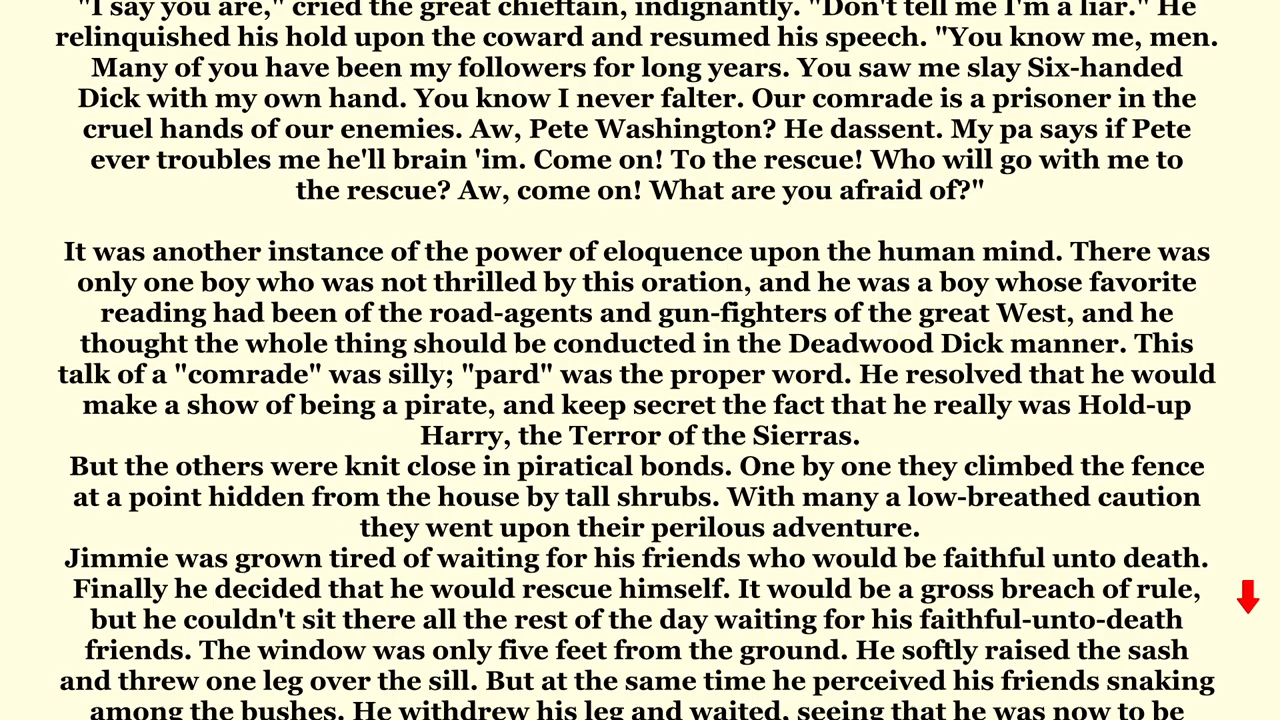 "I say you are," cried the great chieftain, indignantly. "Don't tell me I'm a liar." He
relinquished his hold upon the coward and resumed his speech. "You know me, men.
Many of you have been my followers for long years. You saw me slay Six-handed
Dick with my own hand. You know I never falter. Our comrade is a prisoner in the
cruel hands of our enemies. Aw, Pete Washington? He dassent. My pa says if Pete
ever troubles me he'll brain 'im. Come on! To the rescue! Who will go with me to
the rescue? Aw, come on! What are you afraid of?"
It was another instance of the power of eloquence upon the human mind. There was
only one boy who was not thrilled by this oration, and he was a boy whose favorite
reading had been of the road-agents and gun-fighters of the great West, and he
thought the whole thing should be conducted in the Deadwood Dick manner. This
talk of a "comrade" was silly; "pard" was the proper word. He resolved that he would
make a show of being a pirate, and keep secret the fact that he really was Hold-up
Harry, the Terror of the Sierras.
But the others were knit close in piratical bonds. One by one they climbed the fence
at a point hidden from the house by tall shrubs. With many a low-breathed caution
they went upon their perilous adventure.
Jimmie was grown tired of waiting for his friends who would be faithful unto death.
Finally he decided that he would rescue himself. It would be a gross breach of rule,
but he couldn't sit there all the rest of the day waiting for his faithful-unto-death
friends. The window was only five feet from the ground. He softly raised the sash
and threw one leg over the sill. But at the same time he perceived his friends snaking
among the bushes. He withdrew his leg and waited, seeing that he was now to be